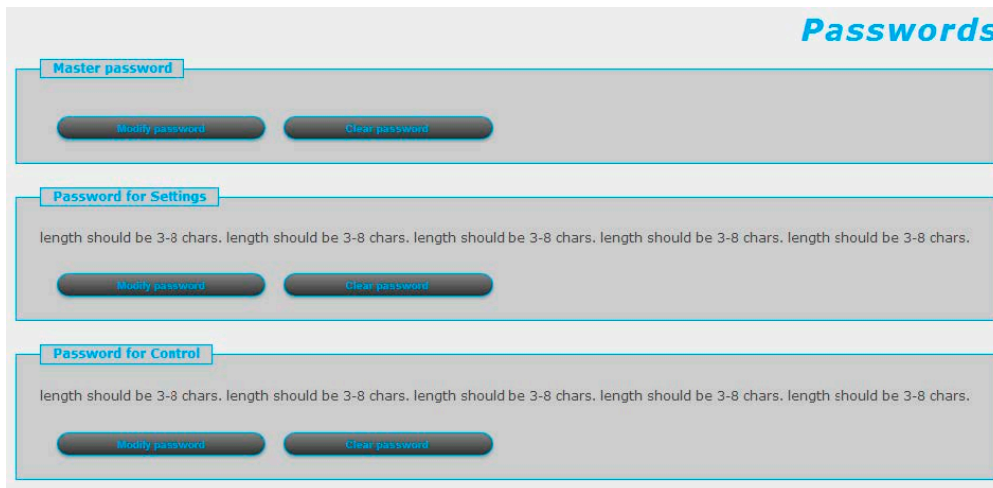 Passwords
Master password
Modify password Clear password
Password for Settings
length should be 3-8 chars. length should be 3-8 chars. length should be 3-8 chars. length should be 3-8 chars. length should be 3-8 chars.
Modify password Clear password
Password for Control
length should be 3-8 chars. length should be 3-8 chars. length should be 3-8 chars. length should be 3-8 chars. length should be 3-8 chars.
Modify password Clear password